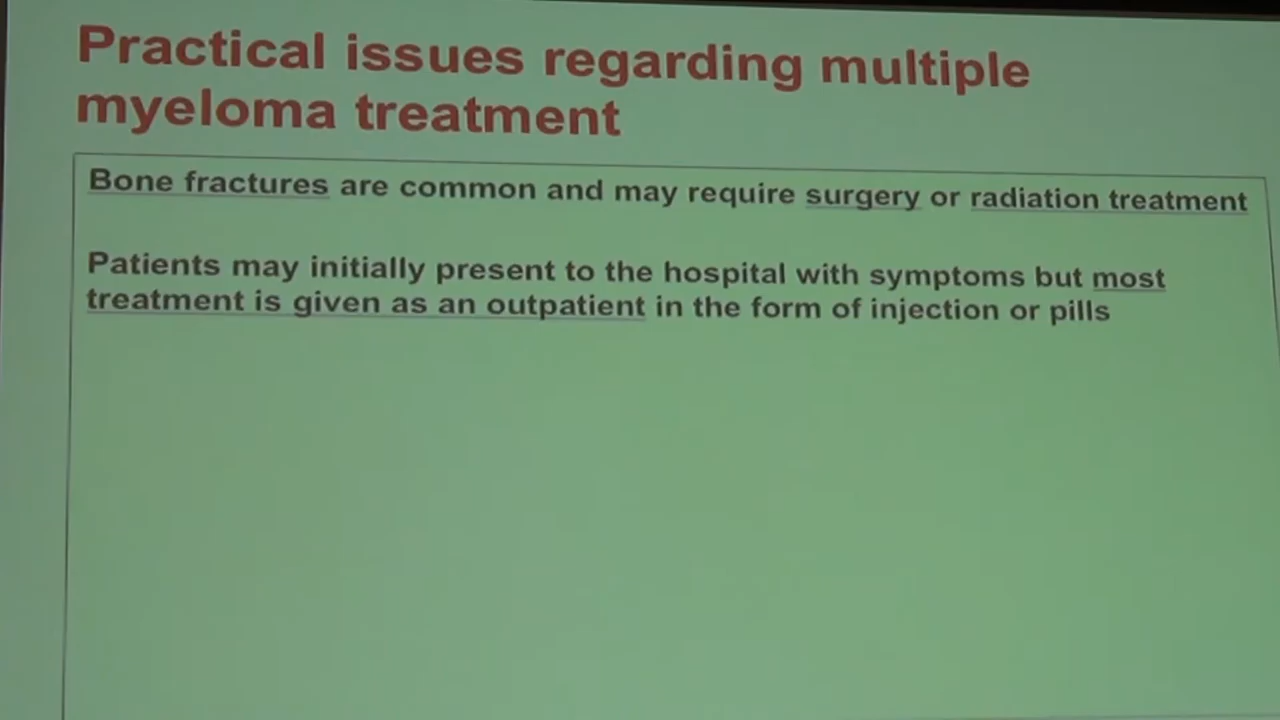 Practical issues regarding multiple
myeloma treatment
Bone fractures are common and may require surgery or radiation treatment
Patients may initially present to the hospital with symptoms but most
treatment is given as an outpatient in the form of injection or pills